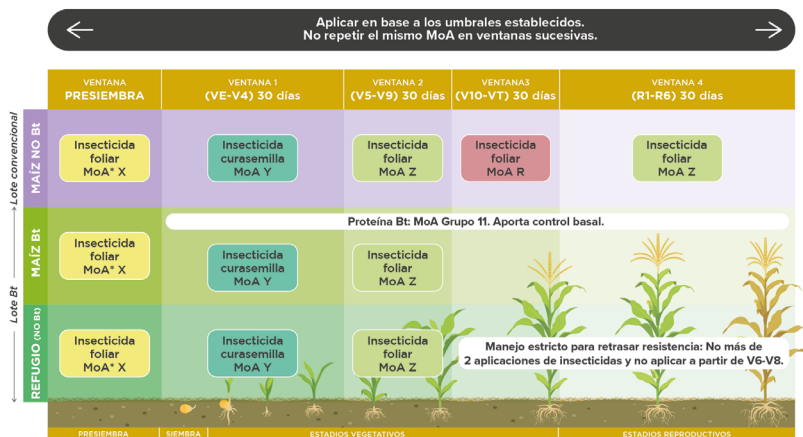 Aplicar en base a los umbrales establecidos.
No repetir el mismo MoA en ventanas sucesivas.
VENTANA
PRESIEMBRA
VENTANA 1
(VE-V4) 30 días
VENTANA 2
(V5-V9) 30 días
VENTANA3
(V10-VT) 30 días
VENTANA 4
(R1-R6) 30 días
Lote convencional
MAÍZ NO Bt
Insecticida
foliar
MoA* X
Insecticida
curasemilla
MoA Y
Insecticida
foliar
MoA Z
Insecticida
foliar
MoA R
Insecticida
foliar
MoA Z
Lote Bt
MAÍZ Bt
Proteína Bt: MoA Grupo 11. Aporta control basal.
Insecticida
foliar
MoA* X
Insecticida
curasemilla
MoA Y
Insecticida
foliar
MoA Z
REFUGIO (NO Bt)
Insecticida
foliar
MoA* X
Insecticida
curasemilla
MoA Y
Insecticida
foliar
MoA Z
Manejo estricto para retrasar resistencia: No más de
2 aplicaciones de insecticidas y no aplicar a partir de V6-V8.
PRESIEMBRA
SIEMBRA
ESTADIOS VEGETATIVOS
ESTADIOS REPRODUCTIVOS